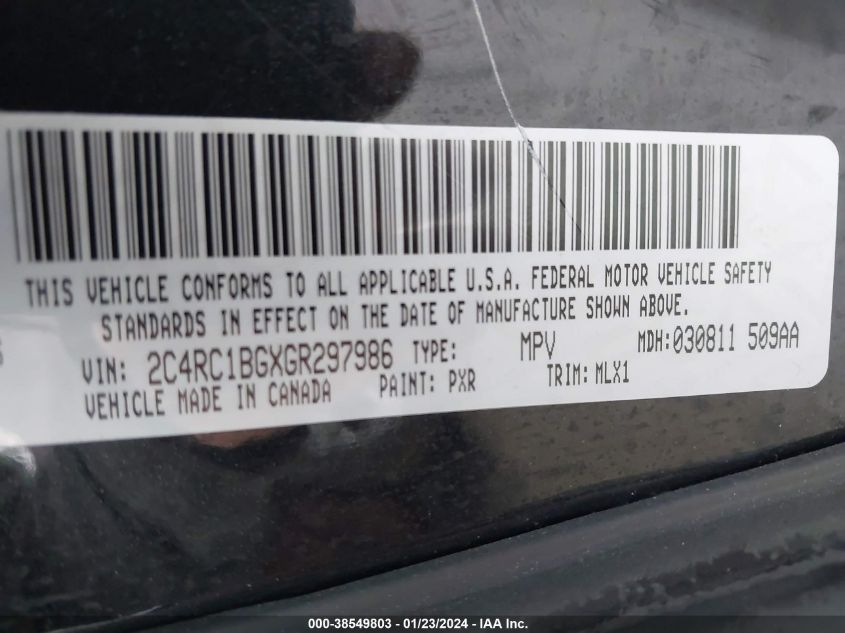 THIS VEHICLE CONFORMS TO ALL APPLICABLE U.S.A. FEDERAL MOTOR VEHICLE SAFETY
STANDARDS IN EFFECT ON THE DATE OF MANUFACTURE SHOWN ABOVE.
VIN: 2C4RC1BGXGR297986 TYPE: MPV MDH: 030811 509AA
VEHICLE MADE IN CANADA PAINT: PXR TRIM: MLX1
000-38549803 - 01/23/2024 - IAA Inc.